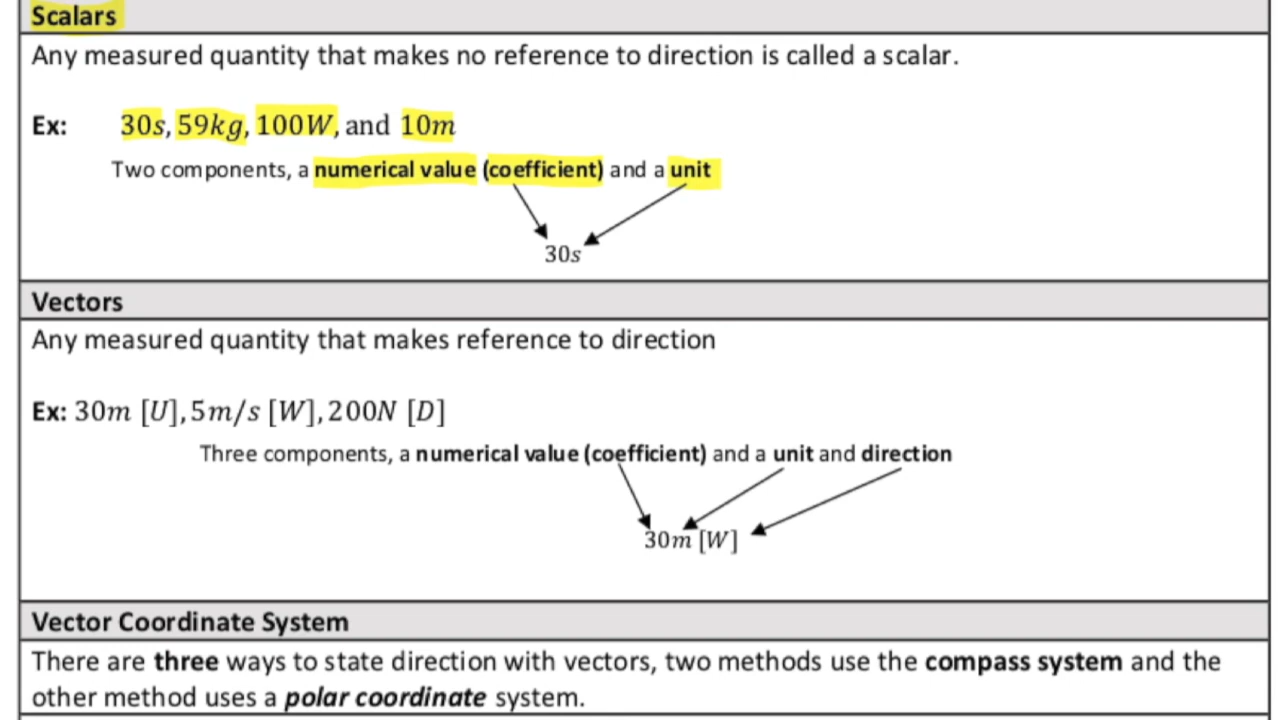 Scalars
Any measured quantity that makes no reference to direction is called a scalar.
Ex: 30s, 59kg, 100W, and 10m
Two components, a numerical value (coefficient) and a unit
30s
Vectors
Any measured quantity that makes reference to direction
Ex: 30m [U], 5m/s [W], 200N [D]
Three components, a numerical value (coefficient) and a unit and direction
30m [W]
Vector Coordinate System
There are three ways to state direction with vectors, two methods use the compass system and the
other method uses a polar coordinate system.